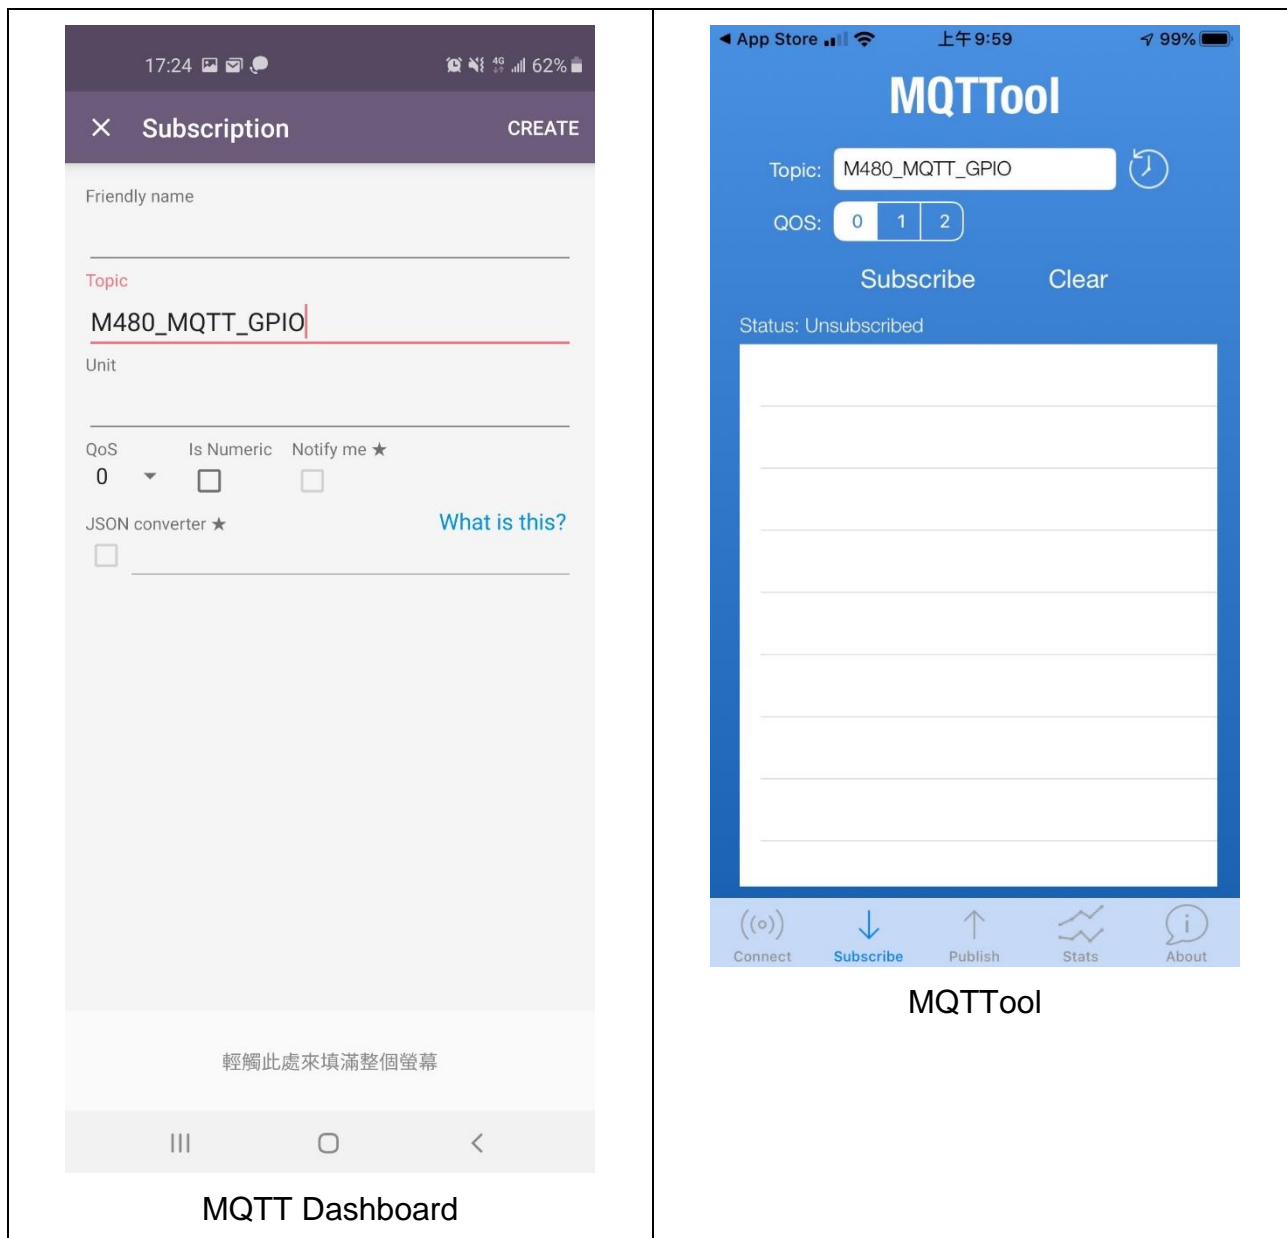 17:24 62%
Subscription CREATE
Friendly name
Topic
M480_MQTT_GPIO
Unit
QoS Is Numeric Notify me ★
0
JSON converter ★ What is this?
輕觸此處來填滿整個螢幕
MQTT Dashboard
◀ App Store 上午9:59 99%
MQTTool
Topic: M480_MQTT_GPIO
QOS: 0 1 2
Subscribe Clear
Status: Unsubscribed
Connect Subscribe Publish Stats About
MQTTool